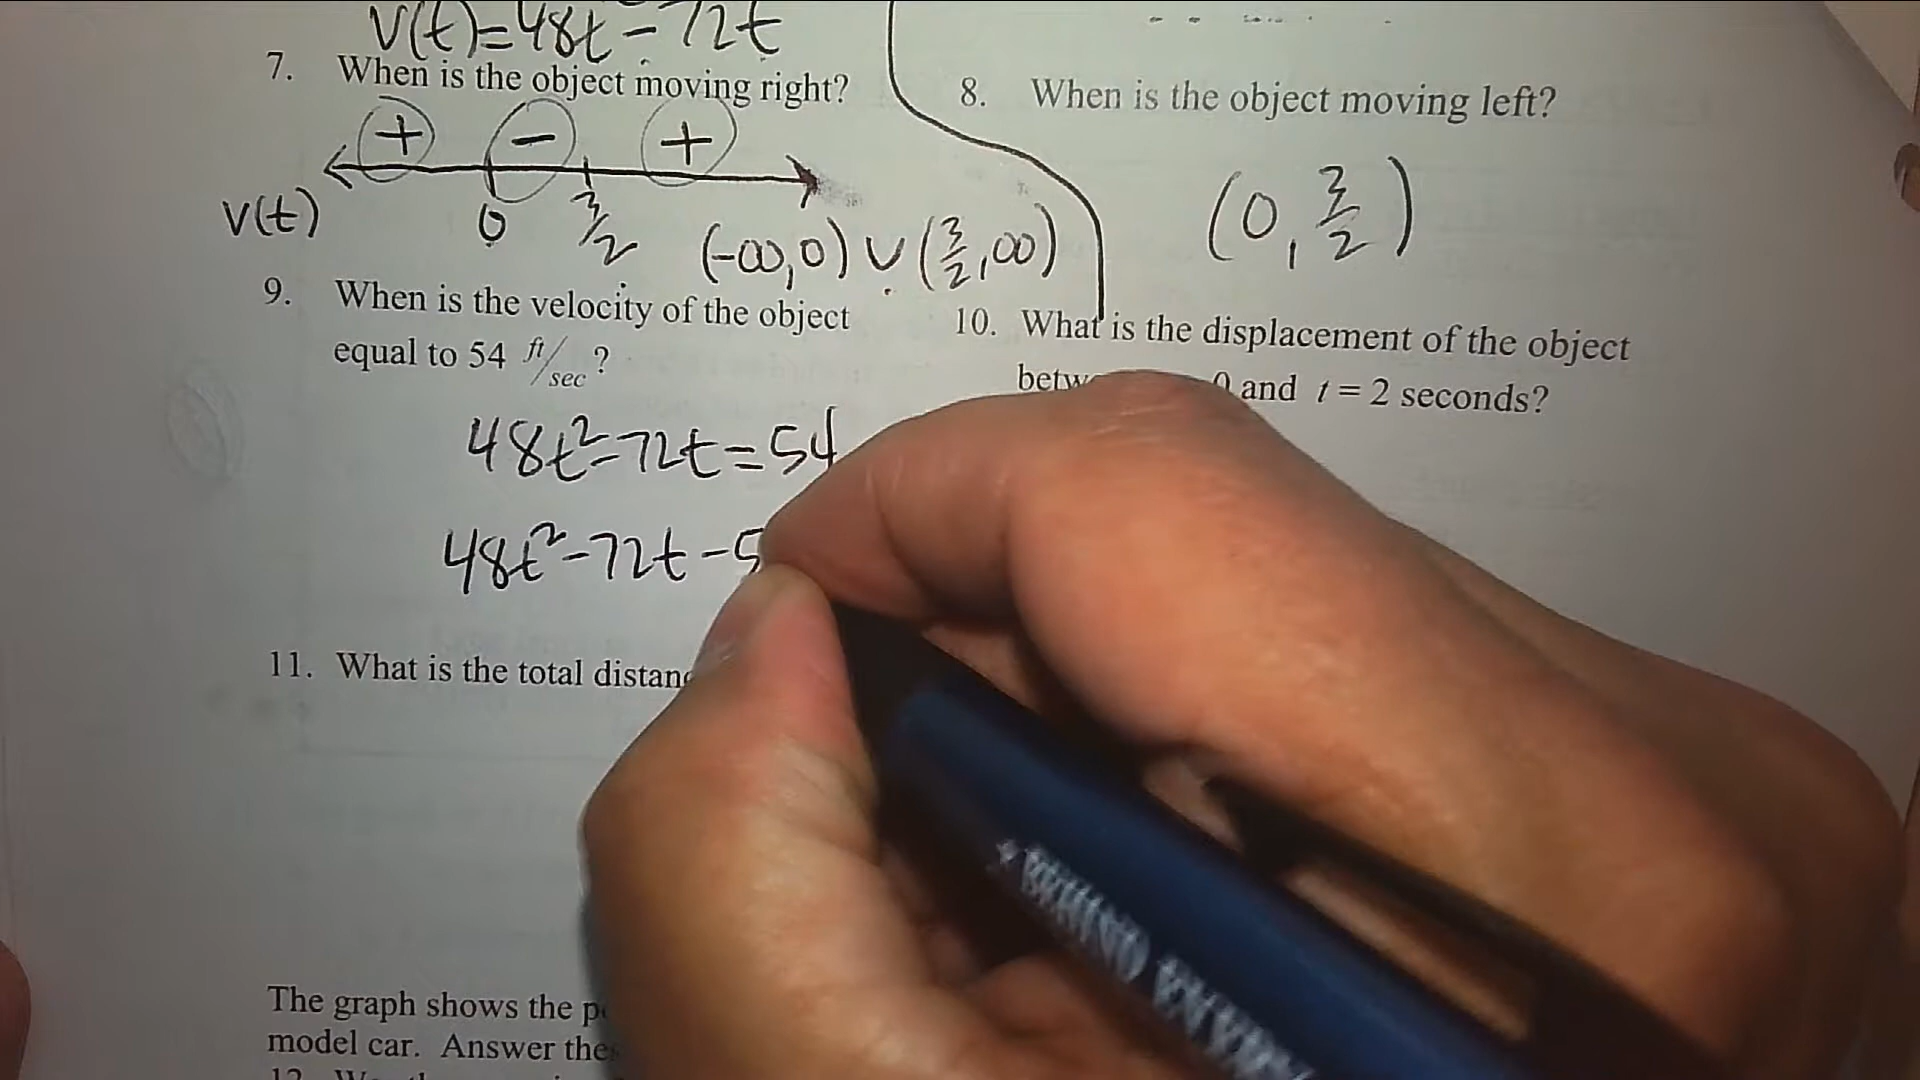 v(t)=48t²-72t
7. When is the object moving right?
+ - +
v(t) 0 3/2 (-∞,0) ∪ (3/2,∞)
8. When is the object moving left?
(0, 3/2)
9. When is the velocity of the object
equal to 54 ft/sec ?
48t²-72t=54
48t²-72t-5
10. What is the displacement of the object
0 and t = 2 seconds?
11. What is the total
The graph shows the
model car. Answer